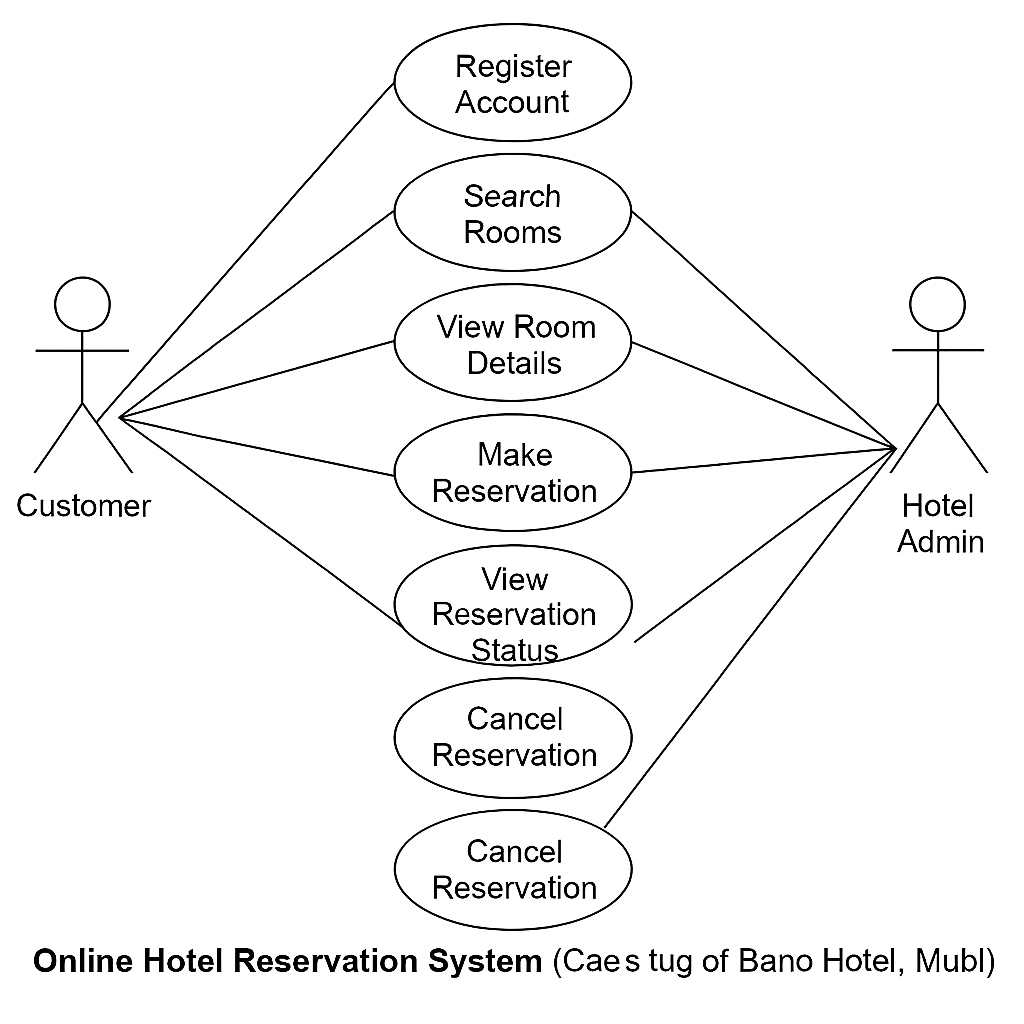 Register
Account
Search
Rooms
View Room
Details
Make
Reservation
View
Reservation
Status
Cancel
Reservation
Cancel
Reservation
Customer
Hotel
Admin
Online Hotel Reservation System (Caes tug of Bano Hotel, Mubl)